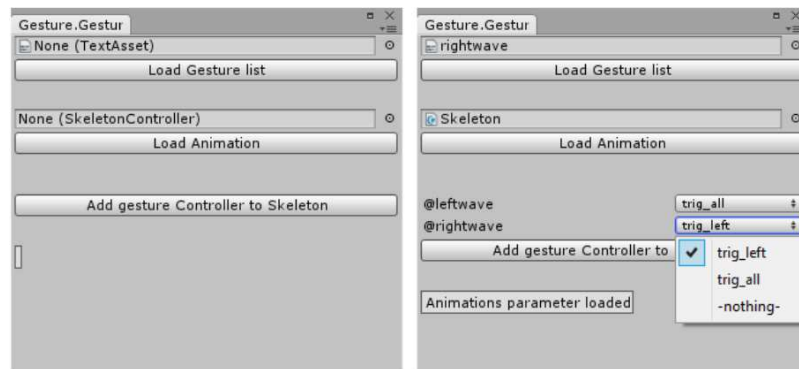 Gesture.Gestur
None (TextAsset)
Load Gesture list
None (SkeletonController)
Load Animation
Add gesture Controller to Skeleton
Gesture.Gestur
rightwave
Load Gesture list
Skeleton
Load Animation
@leftwave trig_all
@rightwave trig_left
Add gesture Controller to
trig_left
trig_all
-nothing-
Animations parameter loaded